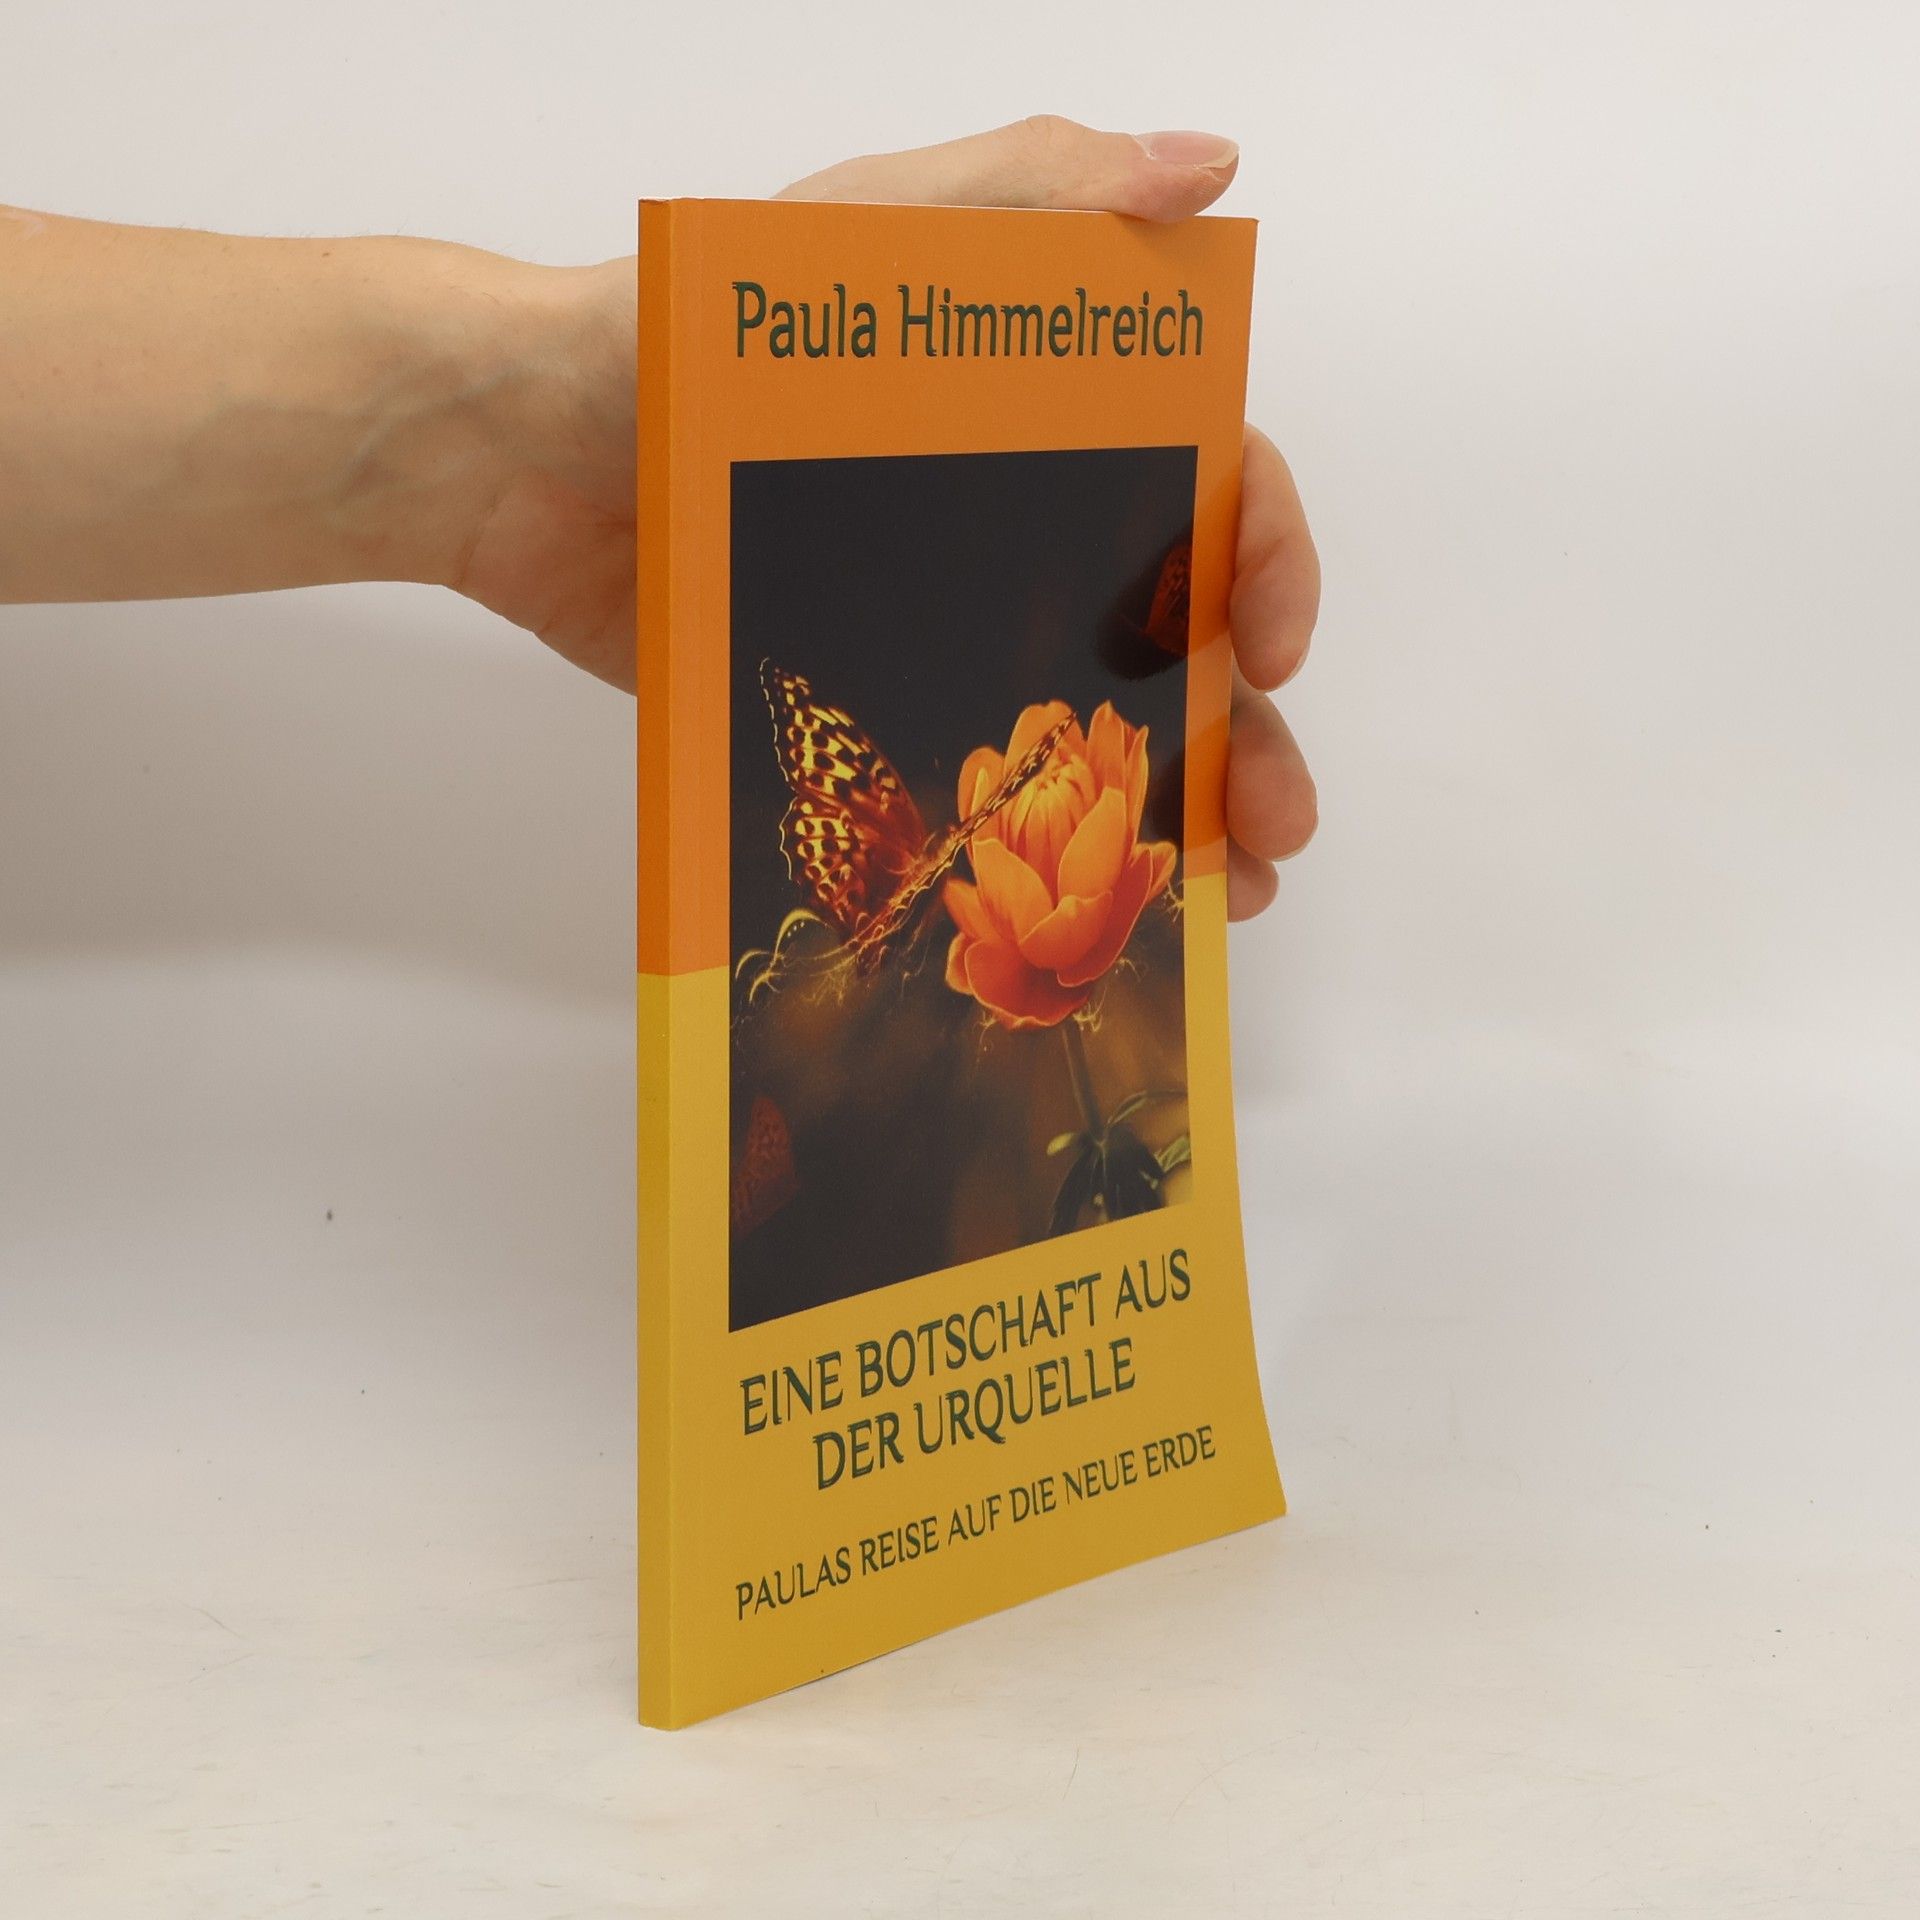 Paula Himmelreich
EINE BOTSCHAFT AUS
DER URQUELLE
PAULAS REISE AUF DIE NEUE ERDE